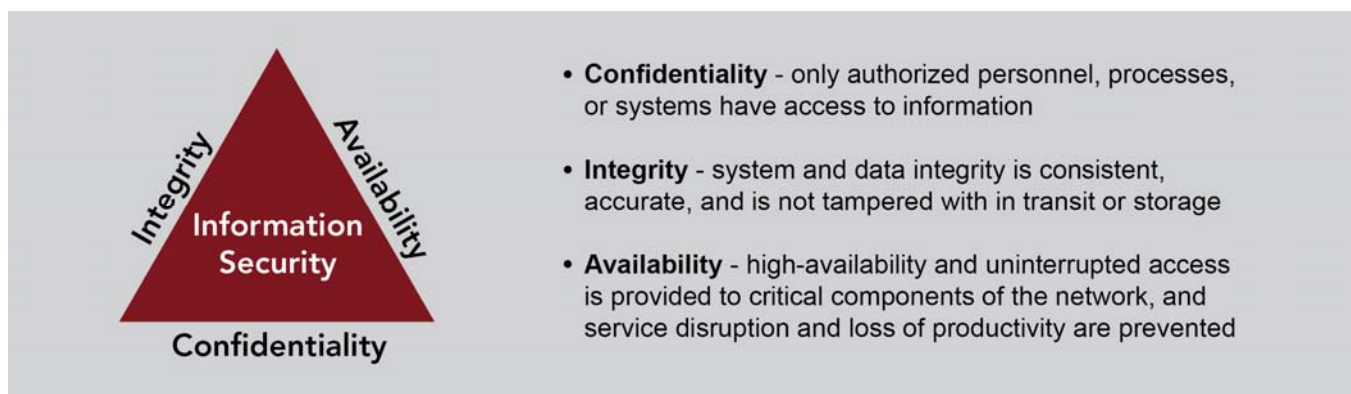 Integrity
Availability
Information
Security
Confidentiality
• Confidentiality - only authorized personnel, processes,
or systems have access to information
• Integrity - system and data integrity is consistent,
accurate, and is not tampered with in transit or storage
• Availability - high-availability and uninterrupted access
is provided to critical components of the network, and
service disruption and loss of productivity are prevented